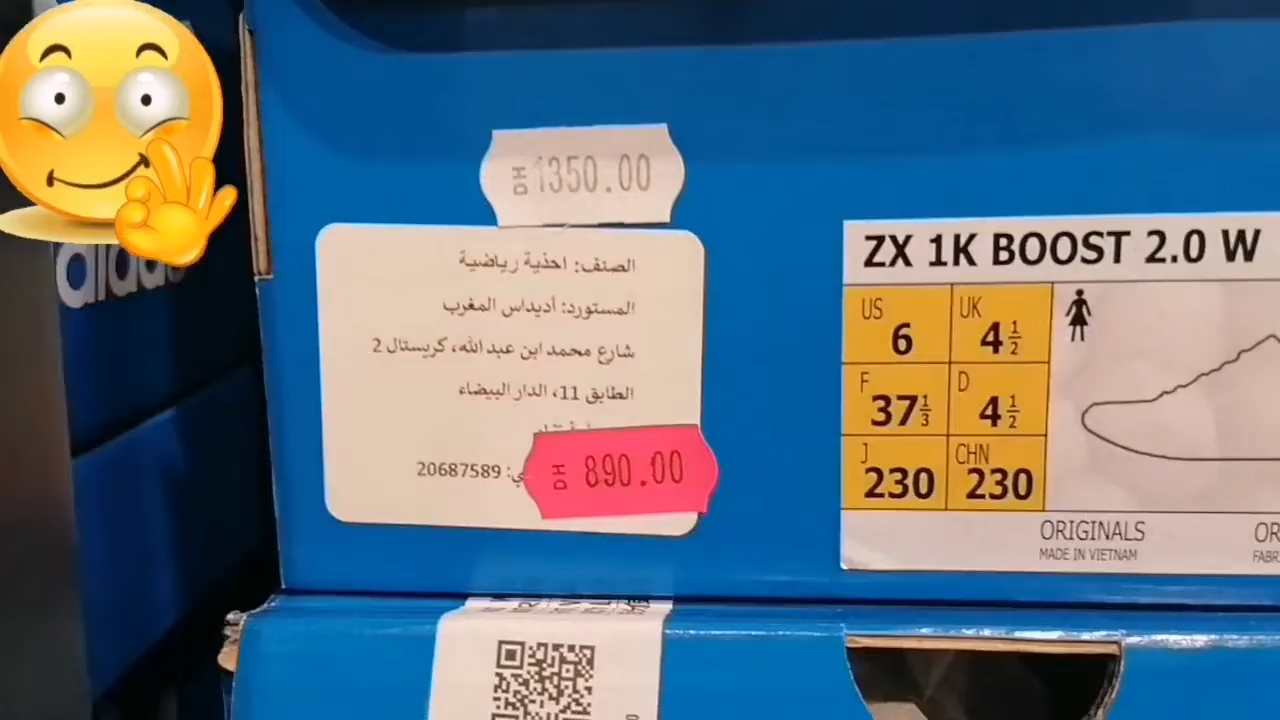 adidas
DH 1350.00
الصنف: احذية رياضية
المستورد: أديداس المغرب
شارع محمد ابن عبد الله، كريستال 2
الطابق 11، الدار البيضاء
20687589
DH 890.00
ZX 1K BOOST 2.0 W
US 6 UK 4 1/2
F 37 1/3 D 4 1/2
J 230 CHN 230
ORIGINALS
MADE IN VIETNAM